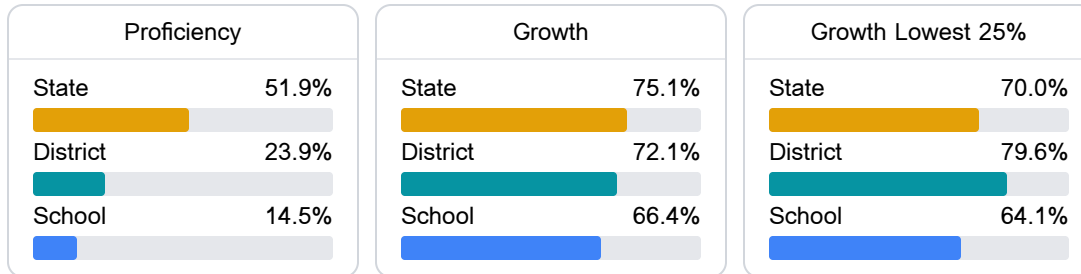 Proficiency
State 51.9%
District 23.9%
School 14.5%
Growth
State 75.1%
District 72.1%
School 66.4%
Growth Lowest 25%
State 70.0%
District 79.6%
School 64.1%